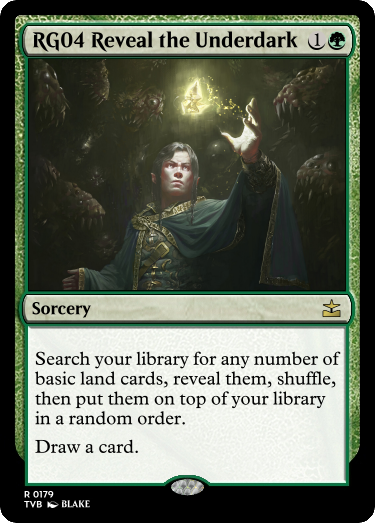 RG04 Reveal the Underdark 1
Sorcery
Search your library for any number of
basic land cards, reveal them, shuffle,
then put them on top of your library
in a random order.
Draw a card.
R 0179
TVB BLAKE